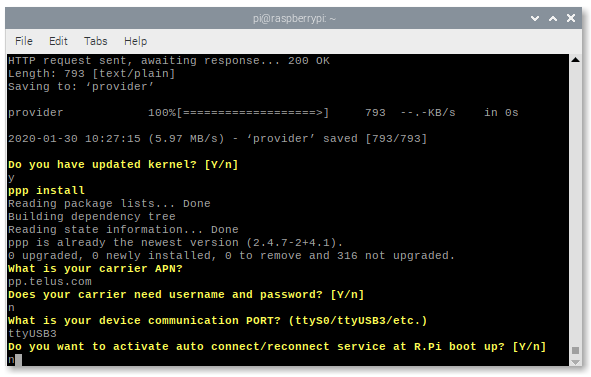 pi@raspberrypi: ~
File Edit Tabs Help
HTTP request sent, awaiting response... 200 OK
Length: 793 [text/plain]
Saving to: ‘provider’
provider 100%[===================>] 793 --.-KB/s in 0s
2020-01-30 10:27:15 (5.97 MB/s) - ‘provider’ saved [793/793]
Do you have updated kernel? [Y/n]
y
ppp install
Reading package lists... Done
Building dependency tree
Reading state information... Done
ppp is already the newest version (2.4.7-2+4.1).
0 upgraded, 0 newly installed, 0 to remove and 316 not upgraded.
What is your carrier APN?
pp.telus.com
Does your carrier need username and password? [Y/n]
n
What is your device communication PORT? (ttyS0/ttyUSB3/etc.)
ttyUSB3
Do you want to activate auto connect/reconnect service at R.Pi boot up? [Y/n]
n